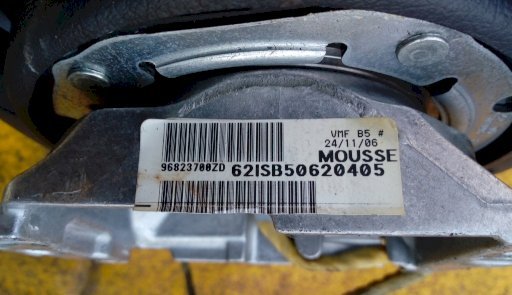 VMF B5 #
24/11/06
MOUSSE
96823700ZD 62ISB50620405